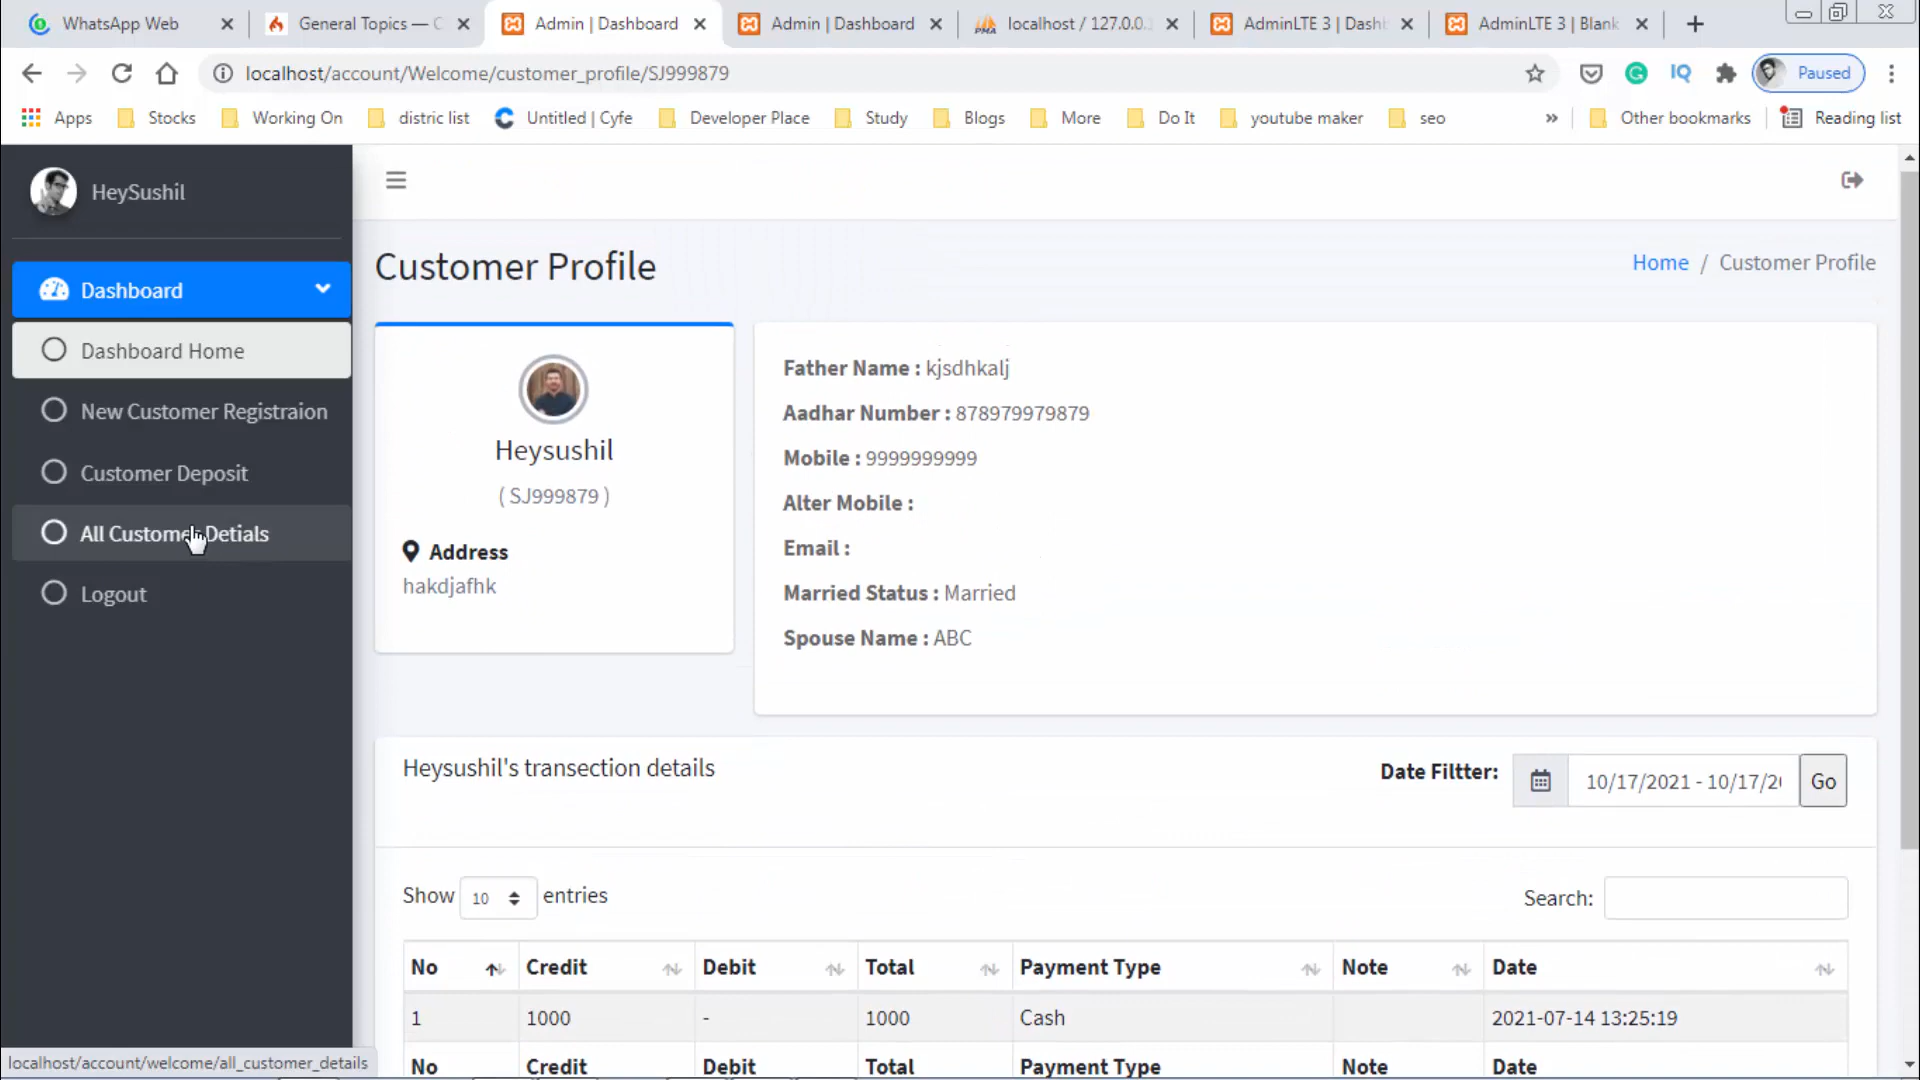 WhatsApp Web
General Topics — C
Admin | Dashboard
Admin | Dashboard
PMA
localhost / 127.0.0.
AdminLTE 3 | Dashb
AdminLTE 3 | Blank
localhost/account/Welcome/customer_profile/SJ999879
IQ
Paused
Apps
Stocks
Working On
distric list
Untitled | Cyfe
Developer Place
Study
Blogs
More
Do It
youtube maker
seo
»
Other bookmarks
Reading list
HeySushil
Dashboard
Dashboard Home
New Customer Registraion
Customer Deposit
All Customer Detials
Logout
Customer Profile
Home / Customer Profile
Heysushil
( SJ999879 )
Address
hakdjafhk
Father Name : kjsdhkalj
Aadhar Number : 878979979879
Mobile : 9999999999
Alter Mobile :
Email :
Married Status : Married
Spouse Name : ABC
Heysushil's transection details
Date Filtter:
10/17/2021 - 10/17/20
Go
Show 10 entries
Search:
No Credit Debit Total Payment Type Note Date
1 1000 - 1000 Cash 2021-07-14 13:25:19
No Credit Debit Total Payment Type Note Date
localhost/account/welcome/all_customer_details